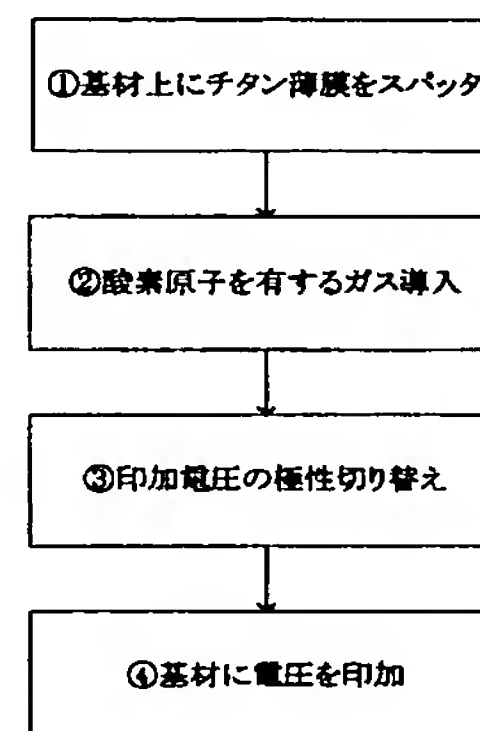 ①基材上にチタン薄膜をスパッタ
②酸素原子を有するガス導入
③印加電圧の極性切り替え
④基材に電圧を印加